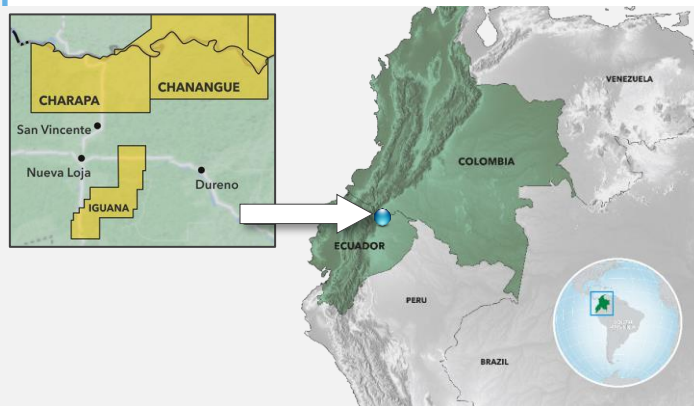 CHARAPA
CHANANGUE
San Vincente
Nueva Loja
Dureno
IGUANA
VENEZUELA
COLOMBIA
ECUADOR
PERU
BRAZIL